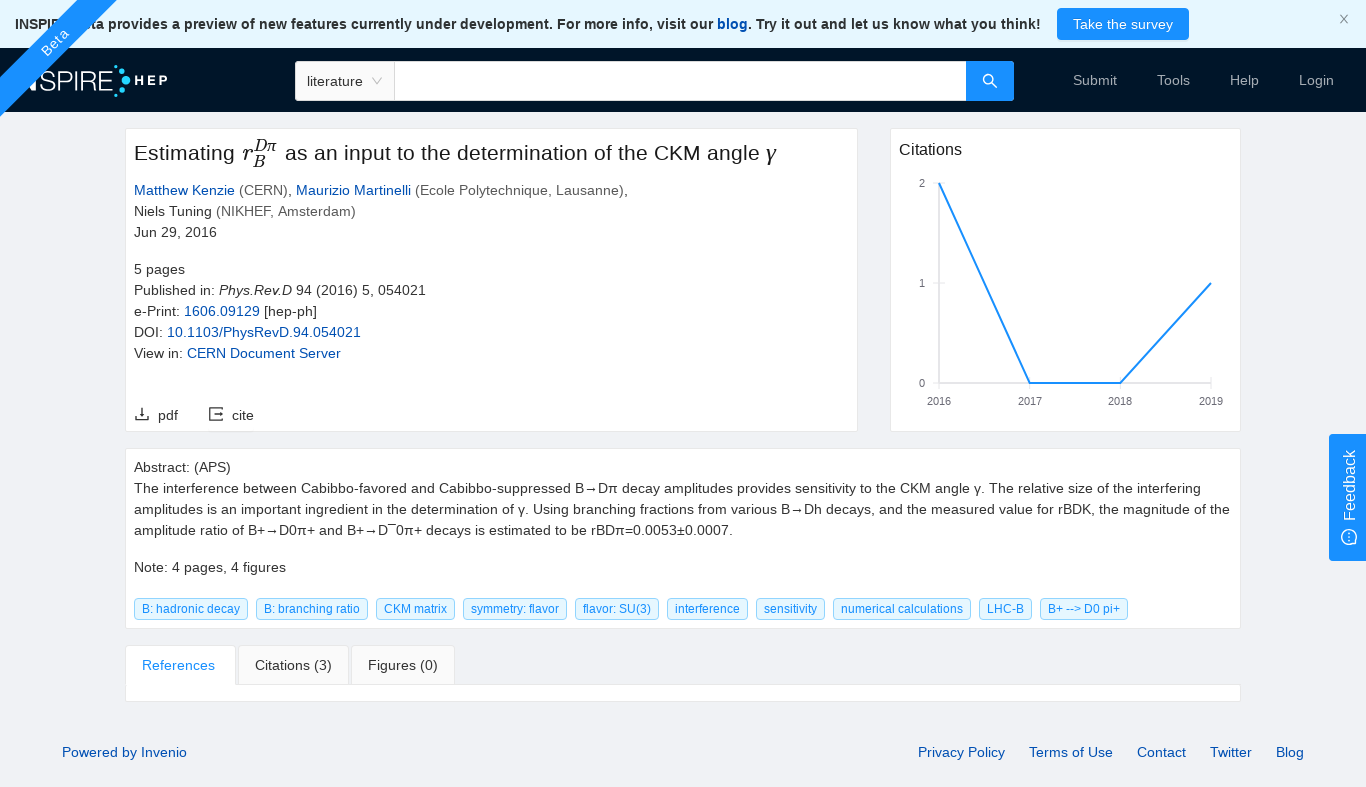 INSPIRE Beta provides a preview of new features currently under development. For more info, visit our blog. Try it out and let us know what you think!
Take the survey
Beta
INSPIRE HEP
literature
Submit
Tools
Help
Login
Estimating r_B^{Dπ} as an input to the determination of the CKM angle γ
Matthew Kenzie (CERN), Maurizio Martinelli (Ecole Polytechnique, Lausanne),
Niels Tuning (NIKHEF, Amsterdam)
Jun 29, 2016
5 pages
Published in: Phys.Rev.D 94 (2016) 5, 054021
e-Print: 1606.09129 [hep-ph]
DOI: 10.1103/PhysRevD.94.054021
View in: CERN Document Server
pdf
cite
Citations
2
1
0
2016
2017
2018
2019
Feedback
Abstract: (APS)
The interference between Cabibbo-favored and Cabibbo-suppressed B→Dπ decay amplitudes provides sensitivity to the CKM angle γ. The relative size of the interfering
amplitudes is an important ingredient in the determination of γ. Using branching fractions from various B→Dh decays, and the measured value for rBDK, the magnitude of the
amplitude ratio of B+→D0π+ and B+→D¯0π+ decays is estimated to be rBDπ=0.0053±0.0007.
Note: 4 pages, 4 figures
B: hadronic decay
B: branching ratio
CKM matrix
symmetry: flavor
flavor: SU(3)
interference
sensitivity
numerical calculations
LHC-B
B+ --> D0 pi+
References
Citations (3)
Figures (0)
Powered by Invenio
Privacy Policy
Terms of Use
Contact
Twitter
Blog